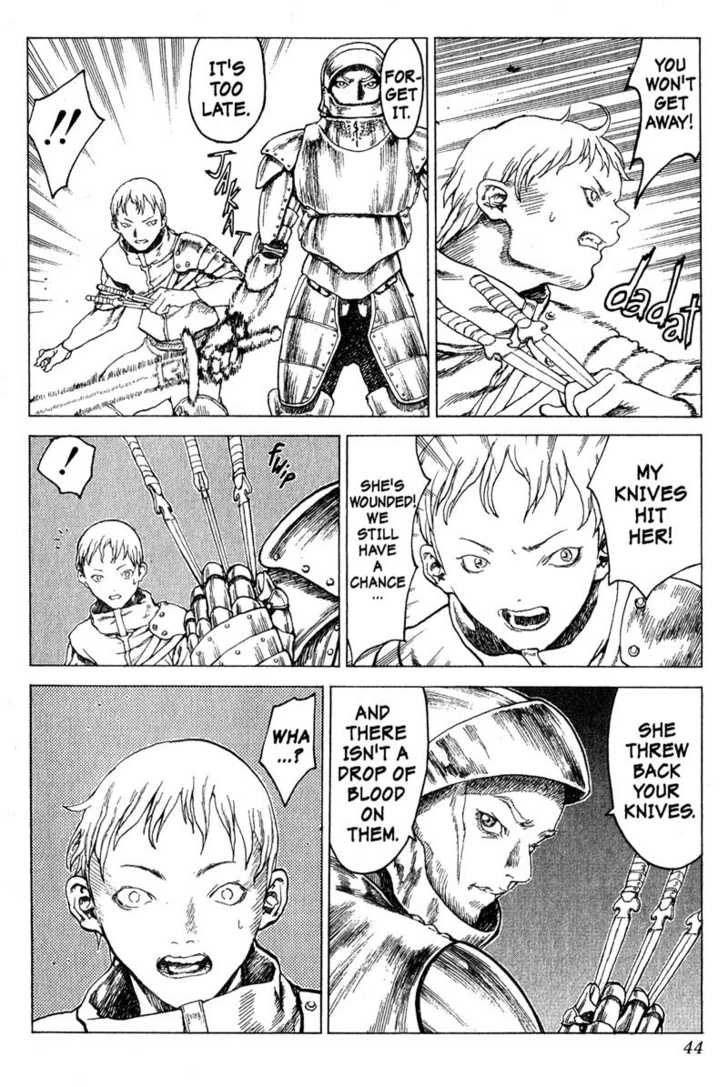 YOU
WON'T
GET
AWAY!
dadat
FOR-
GET
IT.
IT'S
TOO
LATE.
JAKAT
!!
MY
KNIVES
HIT
HER!
SHE'S
WOUNDED!
WE
STILL
HAVE
A
CHANCE
...
FWIP
!
SHE
THREW
BACK
YOUR
KNIVES.
AND
THERE
ISN'T A
DROP OF
BLOOD
ON
THEM.
WHA
...?
44